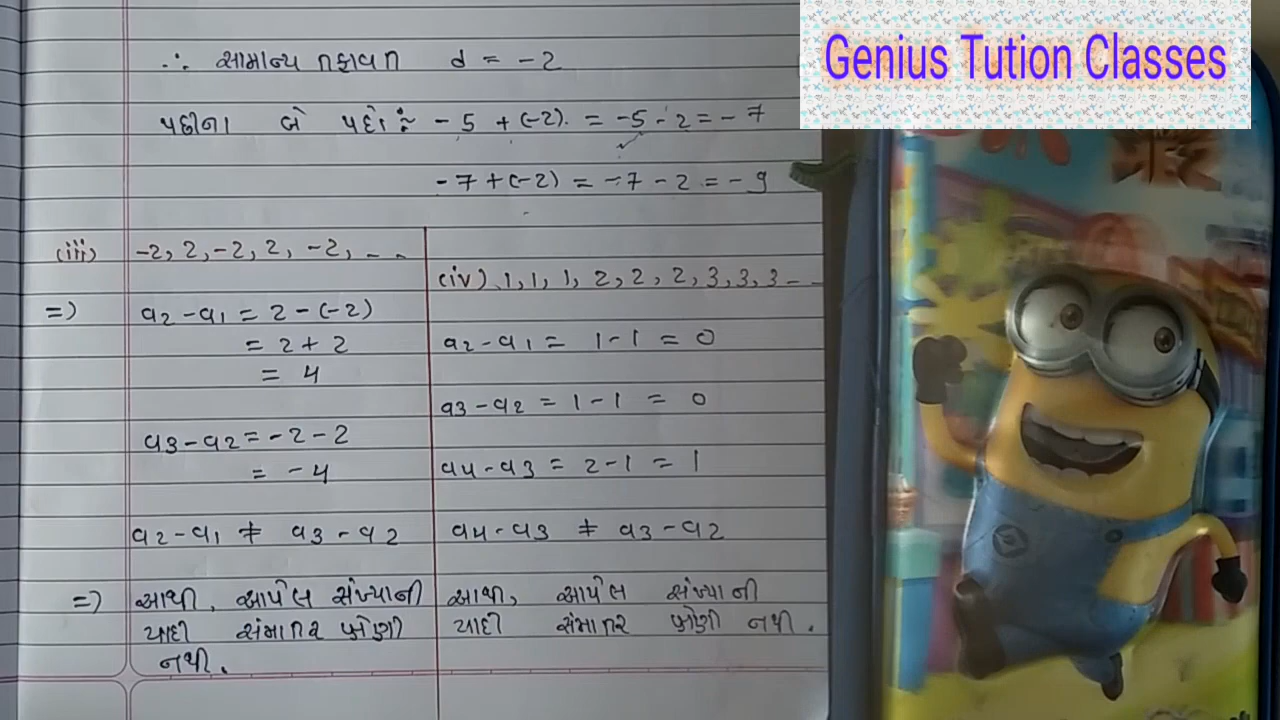 Genius Tution Classes
∴ સામાન્ય તફાવત d = -2
પછીના બે પદો : -5 + (-2). = -5 - 2 = -7
-7 + (-2) = -7 - 2 = -9
(iii) -2, 2, -2, 2, -2, - -
=) a2 - a1 = 2 - (-2)
= 2 + 2
= 4
a3 - a2 = -2 - 2
= -4
a2 - a1 ≠ a3 - a2
=) આથી, આપેલ સંખ્યાની
યાદી સંમાતર શ્રેણી
નથી.
(iv) 1, 1, 1, 2, 2, 2, 3, 3, 3 - -
a2 - a1 = 1 - 1 = 0
a3 - a2 = 1 - 1 = 0
a4 - a3 = 2 - 1 = 1
a4 - a3 ≠ a3 - a2
આથી, આપેલ સંખ્યાની
યાદી સંમાતર શ્રેણી નથી.